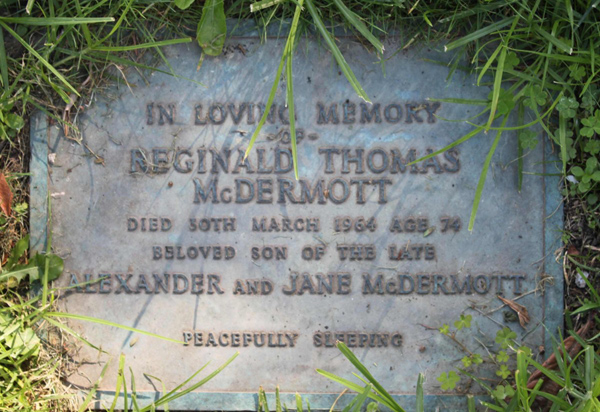 IN LOVING MEMORY
OF
REGINALD THOMAS
McDERMOTT
DIED 30TH MARCH 1964 AGE 74
BELOVED SON OF THE LATE
ALEXANDER AND JANE McDERMOTT
PEACEFULLY SLEEPING